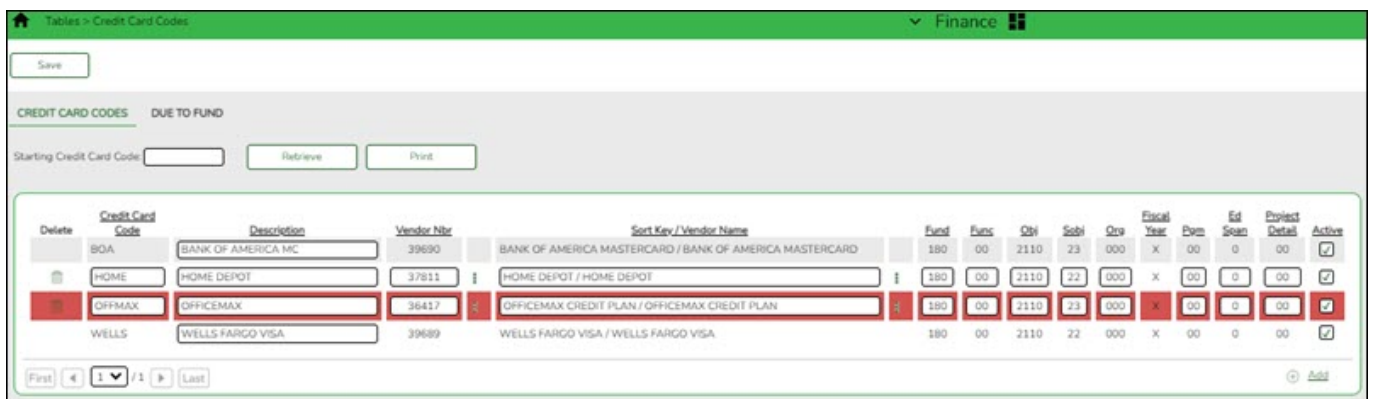 Tables > Credit Card Codes Finance
Save
CREDIT CARD CODES DUE TO FUND
Starting Credit Card Code: Retrieve Print
Delete Credit Card Code Description Vendor Nbr Sort Key / Vendor Name Fund Func Obj Sobj Org Fiscal Year Pgm Ed Span Project Detail Active
BOA BANK OF AMERICA MC 39690 BANK OF AMERICA MASTERCARD / BANK OF AMERICA MASTERCARD 180 00 2110 23 000 X 00 0 00
HOME HOME DEPOT 37811 HOME DEPOT / HOME DEPOT 180 00 2110 22 000 X 00 0 00
OFFMAX OFFICEMAX 36417 OFFICEMAX CREDIT PLAN / OFFICEMAX CREDIT PLAN 180 00 2110 23 000 X 00 0 00
WELLS WELLS FARGO VISA 39689 WELLS FARGO VISA / WELLS FARGO VISA 180 00 2110 22 000 X 00 0 00
First 1 / 1 Last Add